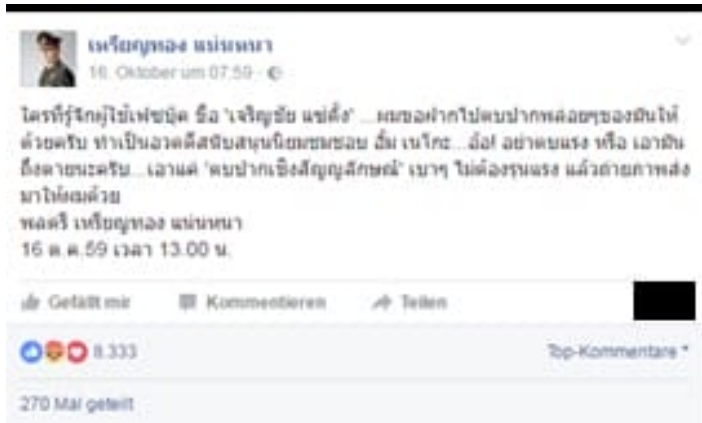 เหรียญทอง แน่นหนา
16. Oktober um 07:59 ·
ใครที่รู้จักผู้ใช้เฟซบุ๊ค ชื่อ 'เจริญชัย แซ่ตั้ง' ...ผมขอฝากไปตบปากพล่อยๆของมันให้
ด้วยครับ ทำเป็นอวดดีสนับสนุนนิยมชมชอบ อั้ม เนโกะ...อ้อ! อย่าตบแรง หรือ เอามัน
ถึงตายนะครับ...เอาแค่ 'ตบปากเชิงสัญญลักษณ์' เบาๆ ไม่ต้องรุนแรง แล้วถ่ายภาพส่ง
มาให้ผมด้วย
พลตรี เหรียญทอง แน่นหนา
16 ต.ค.59 เวลา 13.00 น.
Gefällt mir Kommentieren Teilen
8.333 Top-Kommentare
270 Mal geteilt